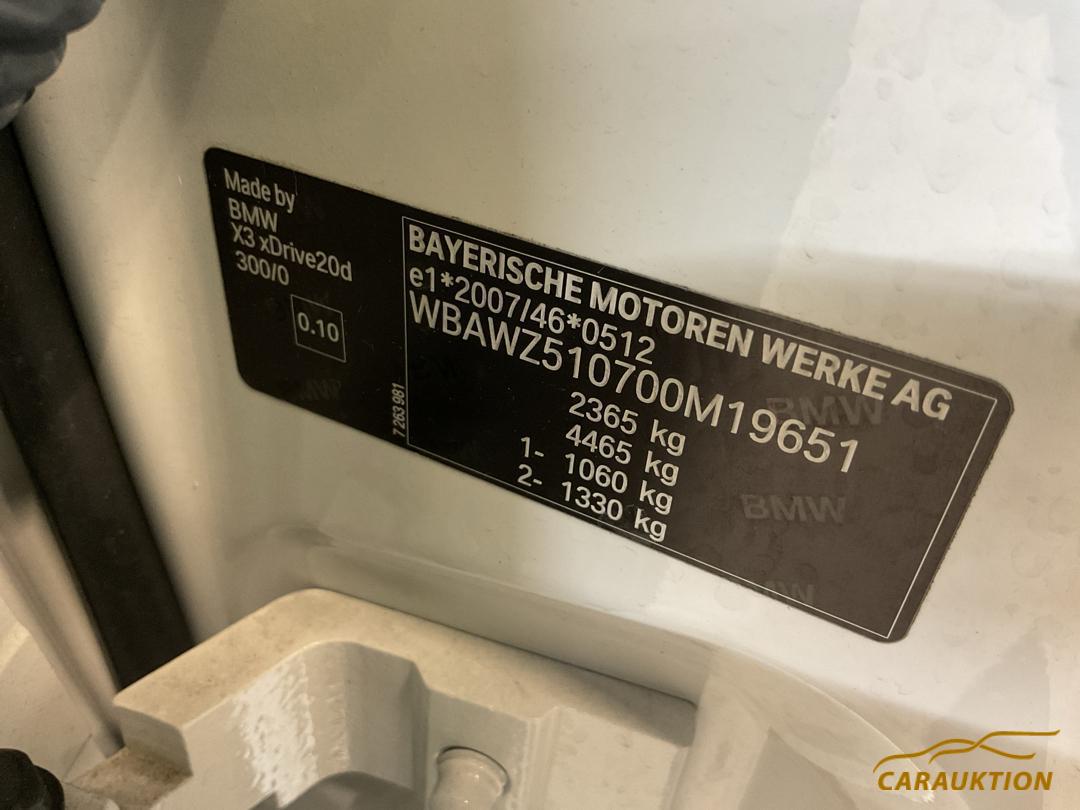 Made by
BMW
X3 xDrive20d
300/0
0.10
7 263 981
BAYERISCHE MOTOREN WERKE AG
e1*2007/46*0512
WBAWZ510700M19651
2365 kg
4465 kg
1- 1060 kg
2- 1330 kg
BMW
BMW
BMW
CARAUKTION